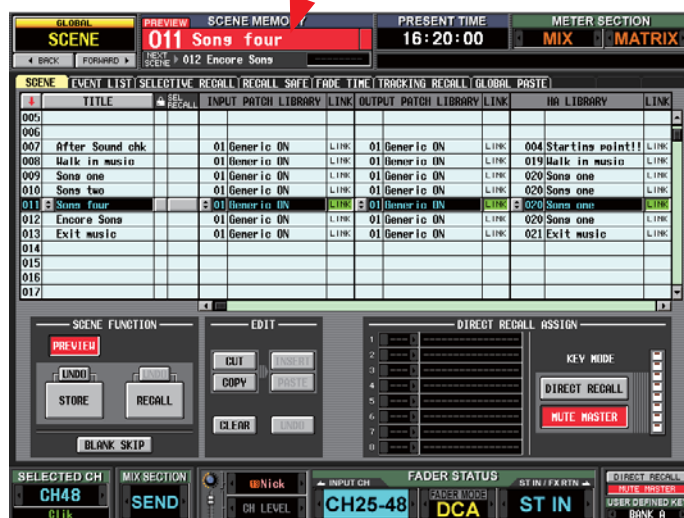 GLOBAL
SCENE
BACK
FORWARD
PREVIEW
SCENE MEMORY
011 Song four
NEXT SCENE 012 Encore Song
PRESENT TIME
16:20:00
METER SECTION
MIX MATRIX
SCENE EVENT LIST SELECTIVE RECALL RECALL SAFE FADE TIME TRACKING RECALL GLOBAL PASTE
TITLE SEL RECALL INPUT PATCH LIBRARY LINK OUTPUT PATCH LIBRARY LINK HA LIBRARY LINK
005
006
007 After Sound chk 01 Generic ON LINK 01 Generic ON LINK 004 Starting point!! LINK
008 Walk in music 01 Generic ON LINK 01 Generic ON LINK 019 Walk in music LINK
009 Song one 01 Generic ON LINK 01 Generic ON LINK 020 Song one LINK
010 Song two 01 Generic ON LINK 01 Generic ON LINK 020 Song one LINK
011 Song four 01 Generic ON LINK 01 Generic ON LINK 020 Song one LINK
012 Encore Song 01 Generic ON LINK 01 Generic ON LINK 020 Song one LINK
013 Exit music 01 Generic ON LINK 01 Generic ON LINK 021 Exit music LINK
014
015
016
017
SCENE FUNCTION
PREVIEW
UNDO UNDO
STORE RECALL
BLANK SKIP
EDIT
CUT INSERT
COPY PASTE
CLEAR UNDO
DIRECT RECALL ASSIGN
1
2
3
4
5
6
7
8
KEY MODE
DIRECT RECALL
MUTE MASTER
SELECTED CH
CH48
Clik
MIX SECTION
SEND
Nick
CH LEVEL
FADER STATUS
INPUT CH
CH25-48
FADER MODE
DCA
ST IN / FX RTN
ST IN
DIRECT RECALL
MUTE MASTER
USER DEFINED KEY
BANK A